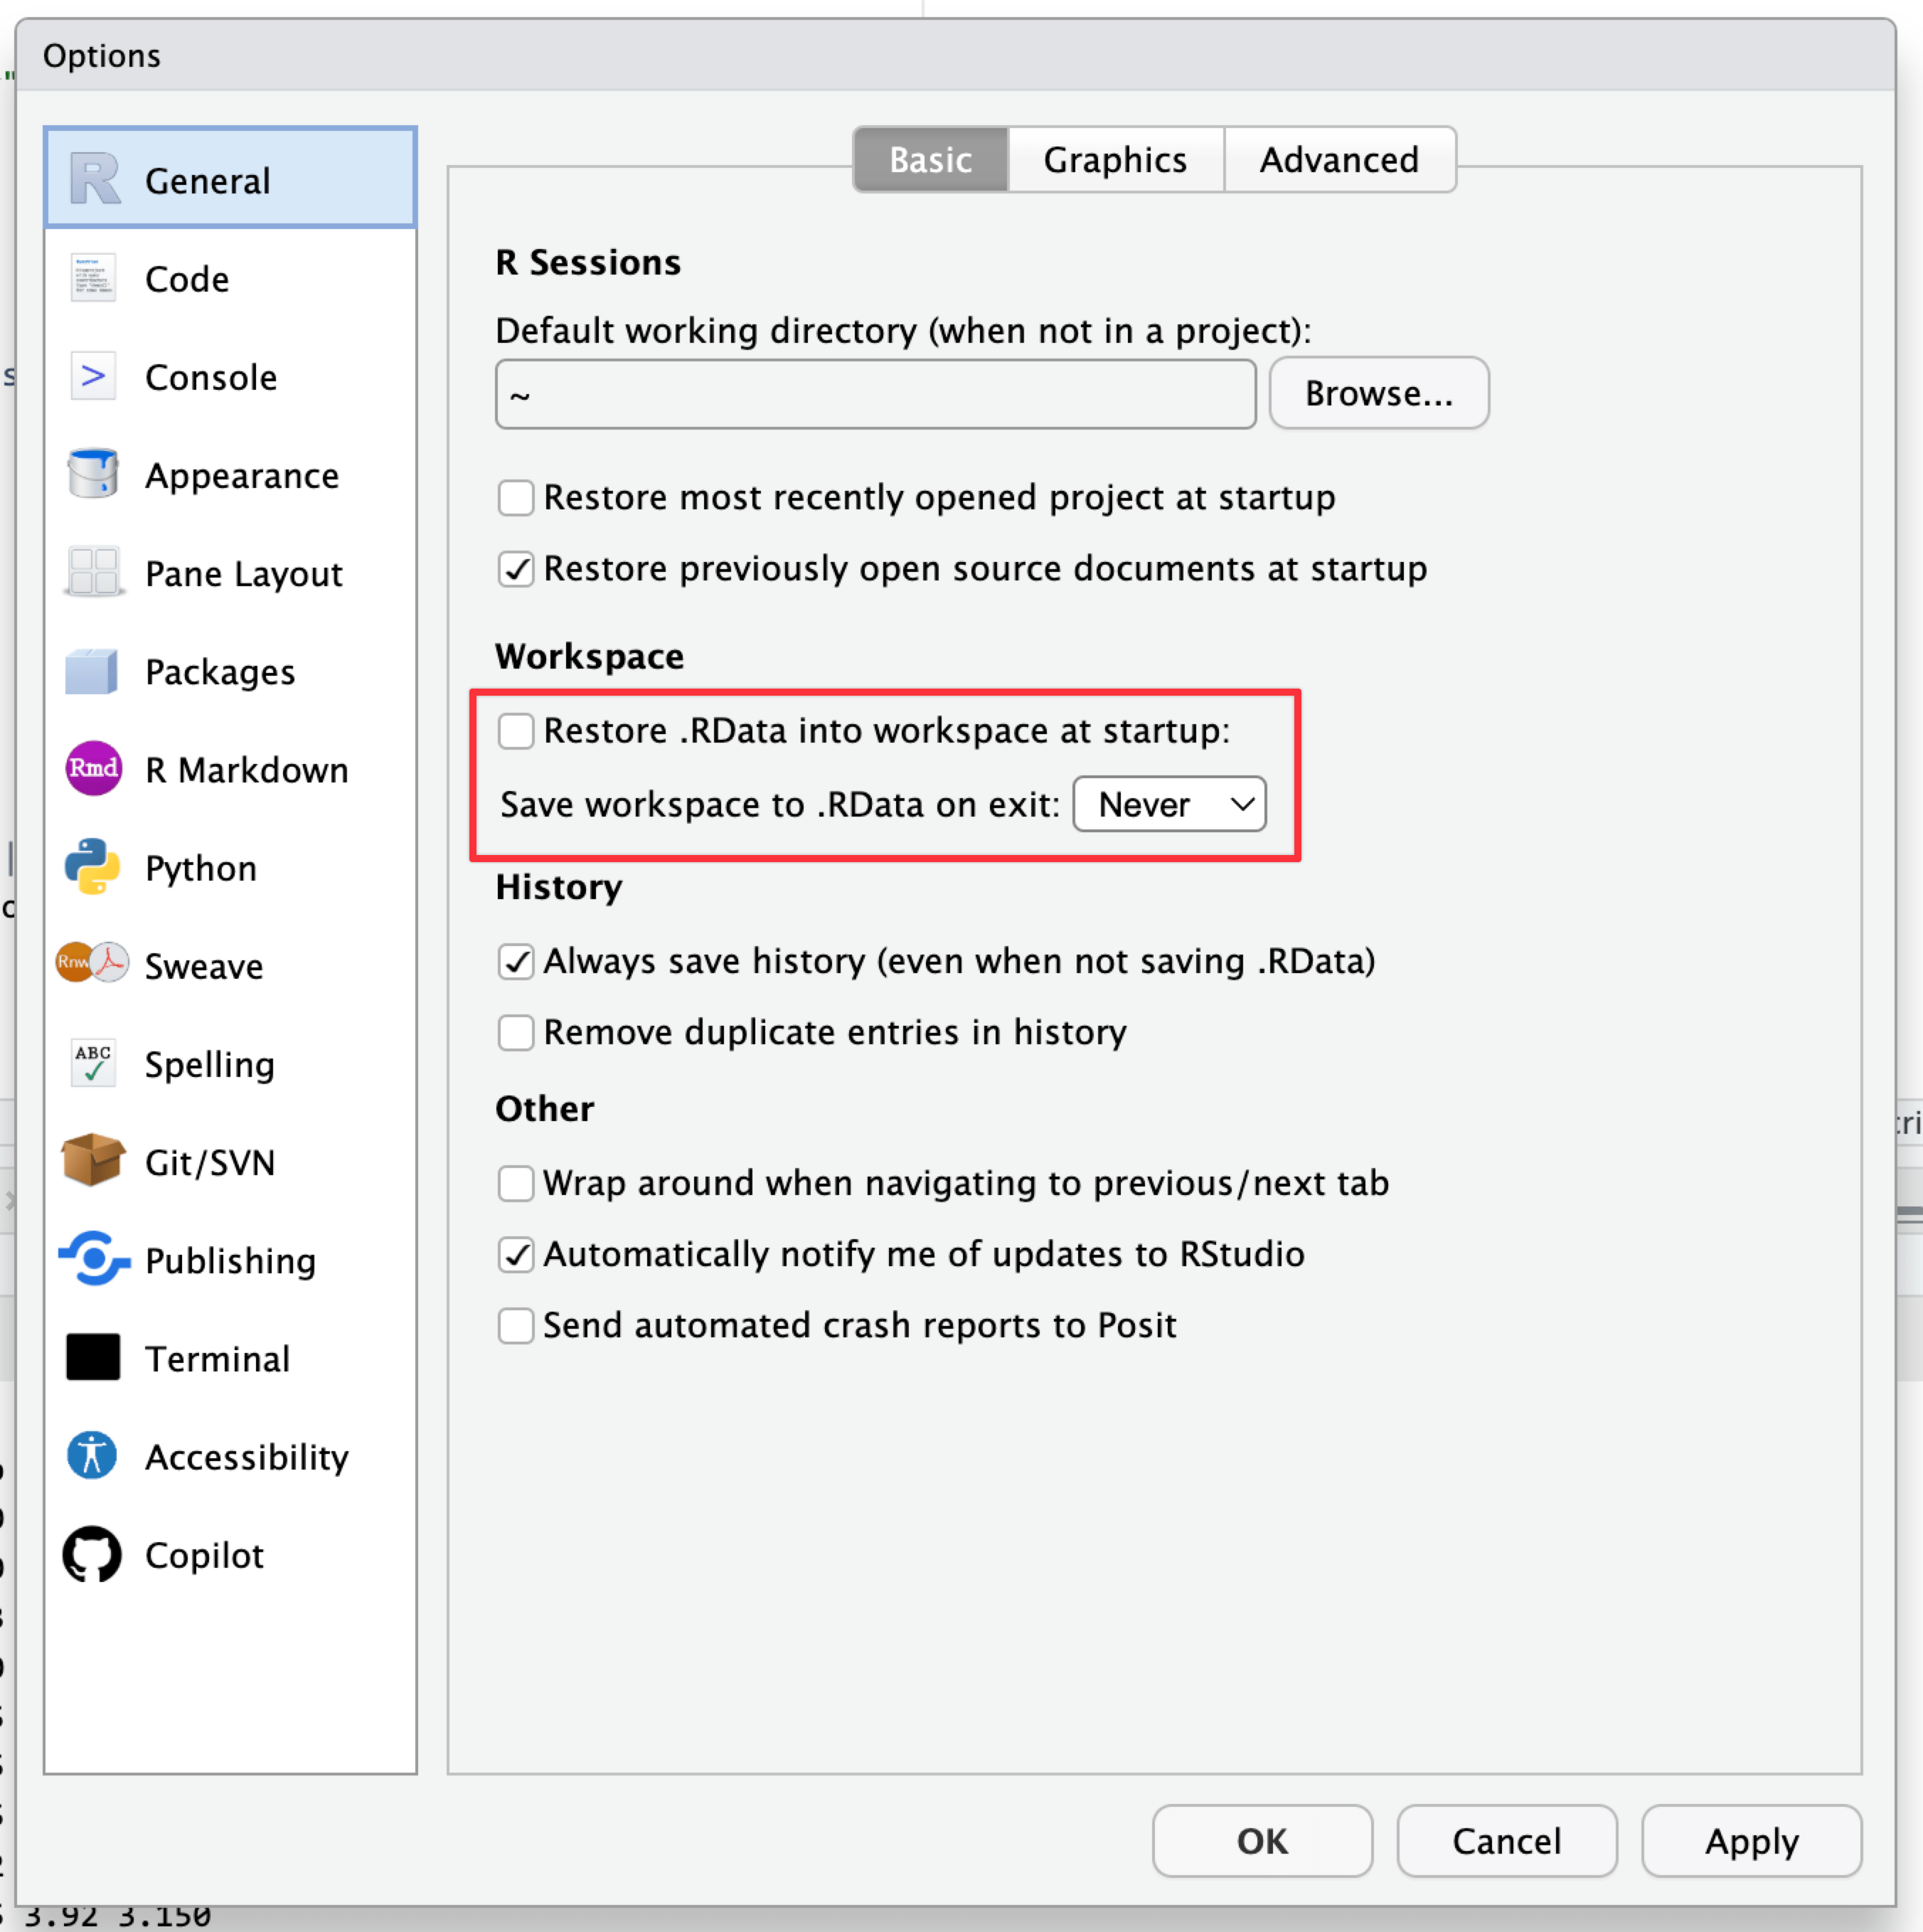 Options
General
Code
Console
Appearance
Pane Layout
Packages
Rmd R Markdown
Python
Rnw Sweave
ABC Spelling
Git/SVN
Publishing
Terminal
Accessibility
Copilot
Basic Graphics Advanced
R Sessions
Default working directory (when not in a project):
~ Browse...
Restore most recently opened project at startup
Restore previously open source documents at startup
Workspace
Restore .RData into workspace at startup:
Save workspace to .RData on exit: Never
History
Always save history (even when not saving .RData)
Remove duplicate entries in history
Other
Wrap around when navigating to previous/next tab
Automatically notify me of updates to RStudio
Send automated crash reports to Posit
OK Cancel Apply
3.92 3.150